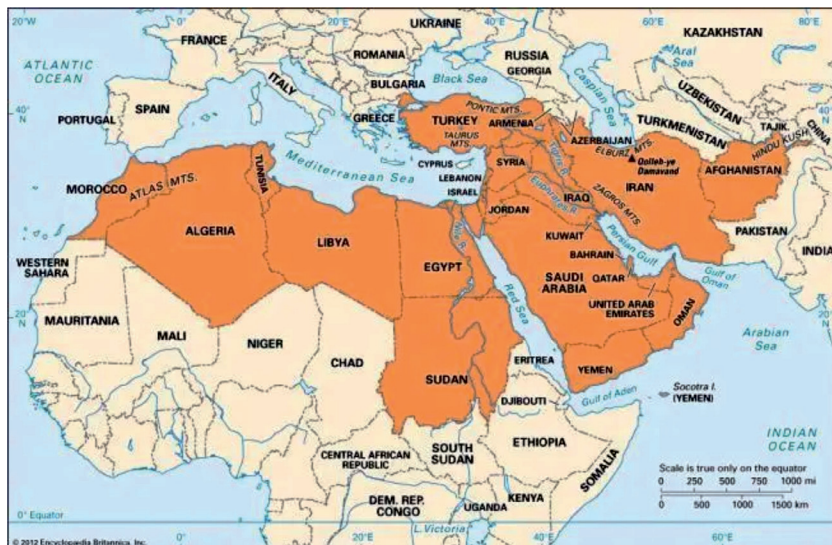 20° W
0°
20°
40°
60°
80°
UKRAINE
KAZAKHSTAN
FRANCE
ATLANTIC
OCEAN
ROMANIA
RUSSIA
GEORGIA
Aral
Sea
ITALY
BULGARIA
Black Sea
Caspian Sea
UZBEKISTAN
CHINA
40°
PORTUGAL
SPAIN
GREECE
TURKEY
PONTIC MTS.
ARMENIA
TAURUS
MTS.
AZERBAIJAN
TURKMENISTAN
TAJIK.
HINDU KUSH
40°
ELBURZ MTS.
Qolleh-ye
Damavand
Mediterranean Sea
CYPRUS
SYRIA
Tigris R.
LEBANON
ISRAEL
Euphrates R.
IRAQ
ZAGROS MTS.
IRAN
AFGHANISTAN
MOROCCO
ATLAS MTS.
TUNISIA
ALGERIA
LIBYA
EGYPT
Nile R.
JORDAN
KUWAIT
Persian Gulf
PAKISTAN
INDIA
WESTERN
SAHARA
BAHRAIN
QATAR
SAUDI
ARABIA
Gulf of
Oman
UNITED ARAB
EMIRATES
OMAN
Red Sea
20°
MAURITANIA
MALI
NIGER
CHAD
SUDAN
ERITREA
YEMEN
Arabian
Sea
20°
DJIBOUTI
Gulf of Aden
Socotra I.
(YEMEN)
CENTRAL AFRICAN
REPUBLIC
SOUTH
SUDAN
ETHIOPIA
SOMALIA
INDIAN
OCEAN
Scale is true only on the equator
0 250 500 750 1000 mi
0 500 1000 1500 km
0° Equator
DEM. REP.
CONGO
UGANDA
KENYA
L. Victoria
0°
20°
40°
60°
© 2012 Encyclopædia Britannica, Inc.